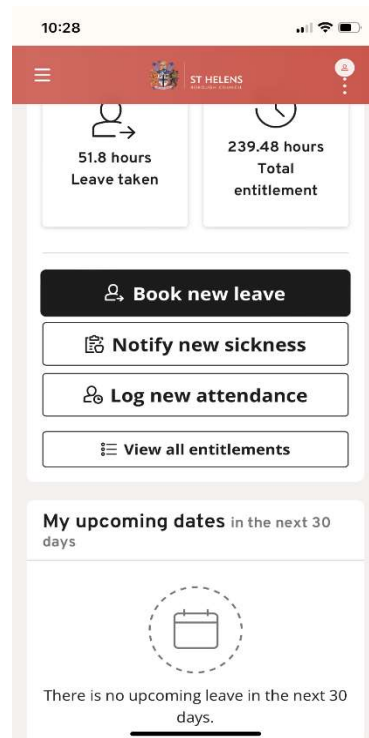 10:28
ST HELENS
BOROUGH COUNCIL
51.8 hours
Leave taken
239.48 hours
Total
entitlement
Book new leave
Notify new sickness
Log new attendance
View all entitlements
My upcoming dates in the next 30
days
There is no upcoming leave in the next 30
days.